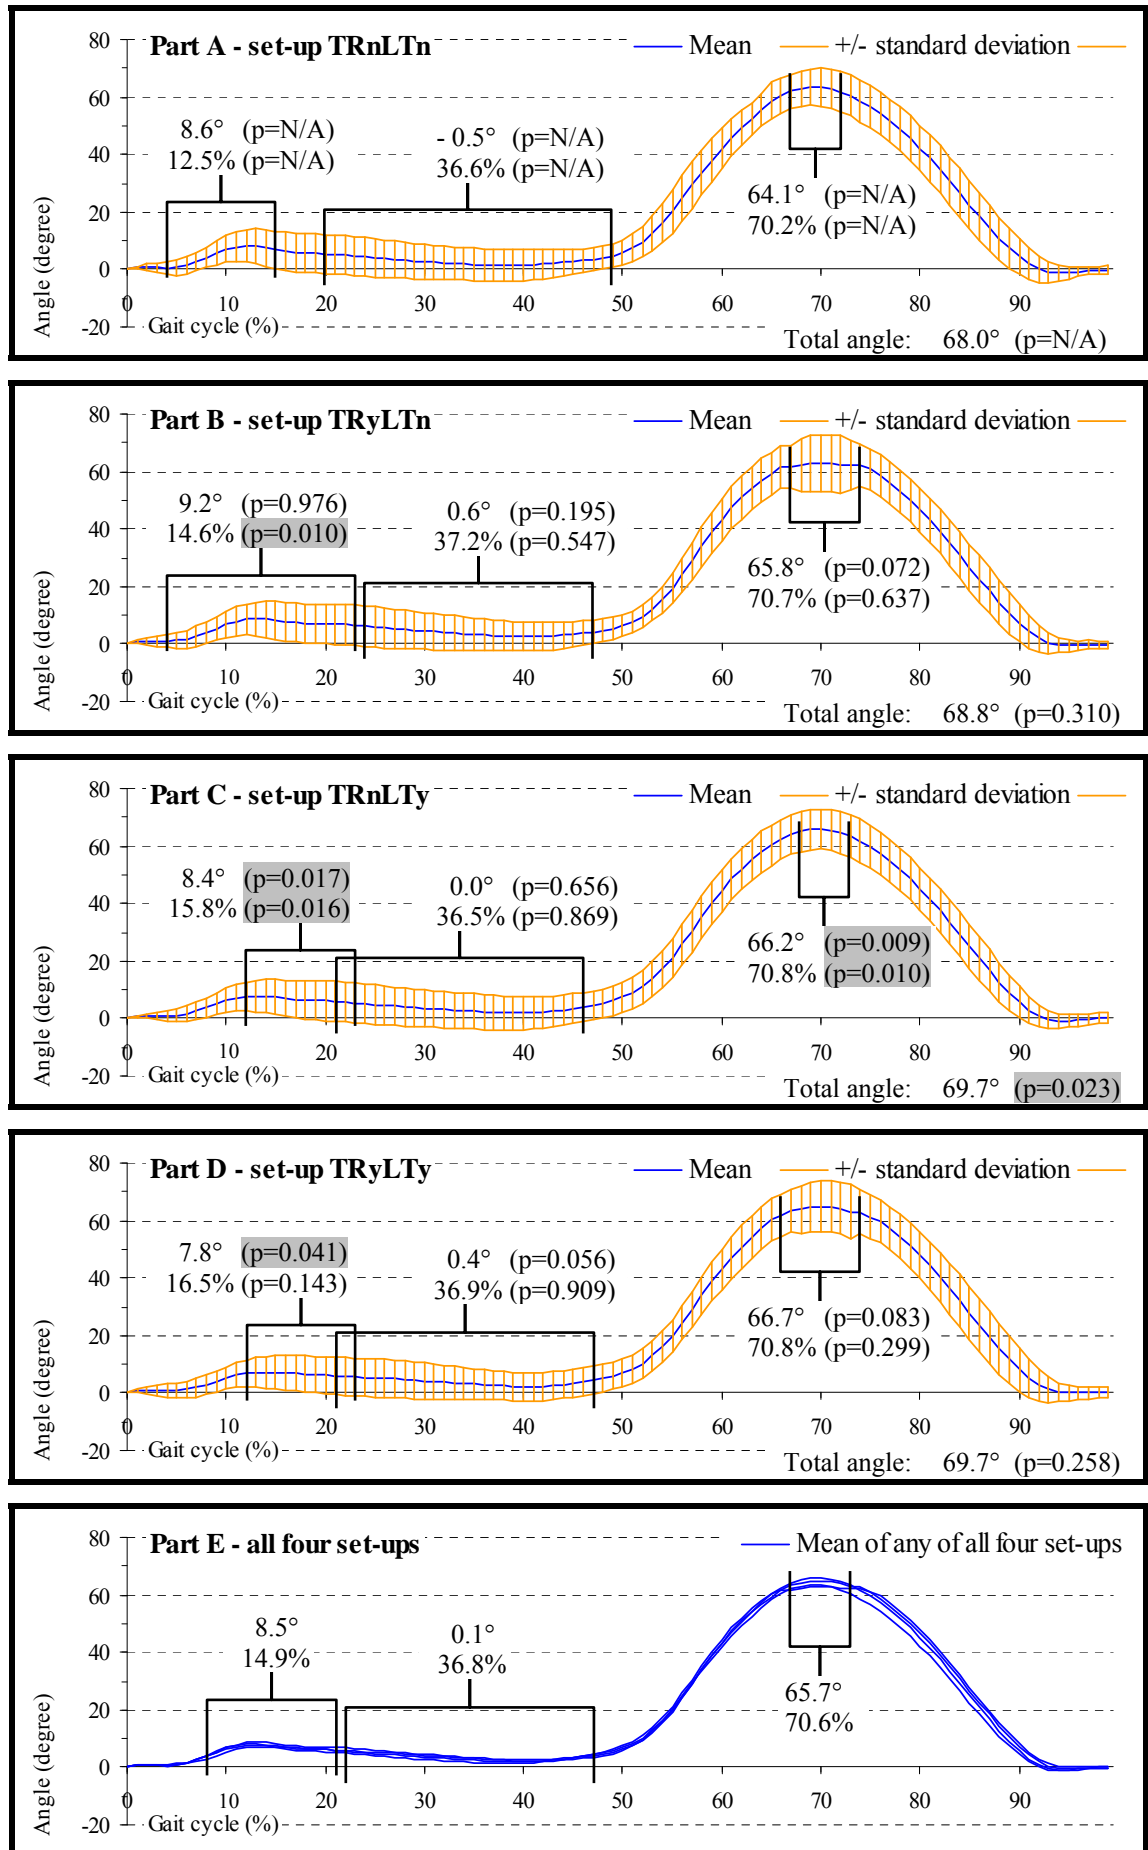 80
Part A - set-up TRnLTn
Mean
+/- standard deviation
60
8.6° (p=N/A)
12.5% (p=N/A)
- 0.5° (p=N/A)
36.6% (p=N/A)
40
64.1° (p=N/A)
70.2% (p=N/A)
20
0
0 10 20 30 40 50 60 70 80 90
-20
Gait cycle (%)
Angle (degree)
Total angle: 68.0° (p=N/A)
80
Part B - set-up TRyLTn
Mean
+/- standard deviation
60
9.2° (p=0.976)
14.6% (p=0.010)
0.6° (p=0.195)
37.2% (p=0.547)
40
65.8° (p=0.072)
70.7% (p=0.637)
20
0
0 10 20 30 40 50 60 70 80 90
-20
Gait cycle (%)
Angle (degree)
Total angle: 68.8° (p=0.310)
80
Part C - set-up TRnLTy
Mean
+/- standard deviation
60
8.4° (p=0.017)
15.8% (p=0.016)
0.0° (p=0.656)
36.5% (p=0.869)
40
66.2° (p=0.009)
70.8% (p=0.010)
20
0
0 10 20 30 40 50 60 70 80 90
-20
Gait cycle (%)
Angle (degree)
Total angle: 69.7° (p=0.023)
80
Part D - set-up TRyLTy
Mean
+/- standard deviation
60
7.8° (p=0.041)
16.5% (p=0.143)
0.4° (p=0.056)
36.9% (p=0.909)
40
66.7° (p=0.083)
70.8% (p=0.299)
20
0
0 10 20 30 40 50 60 70 80 90
-20
Gait cycle (%)
Angle (degree)
Total angle: 69.7° (p=0.258)
80
Part E - all four set-ups
Mean of any of all four set-ups
60
8.5°
14.9%
0.1°
36.8%
40
65.7°
70.6%
20
0
0 10 20 30 40 50 60 70 80 90
-20
Gait cycle (%)
Angle (degree)